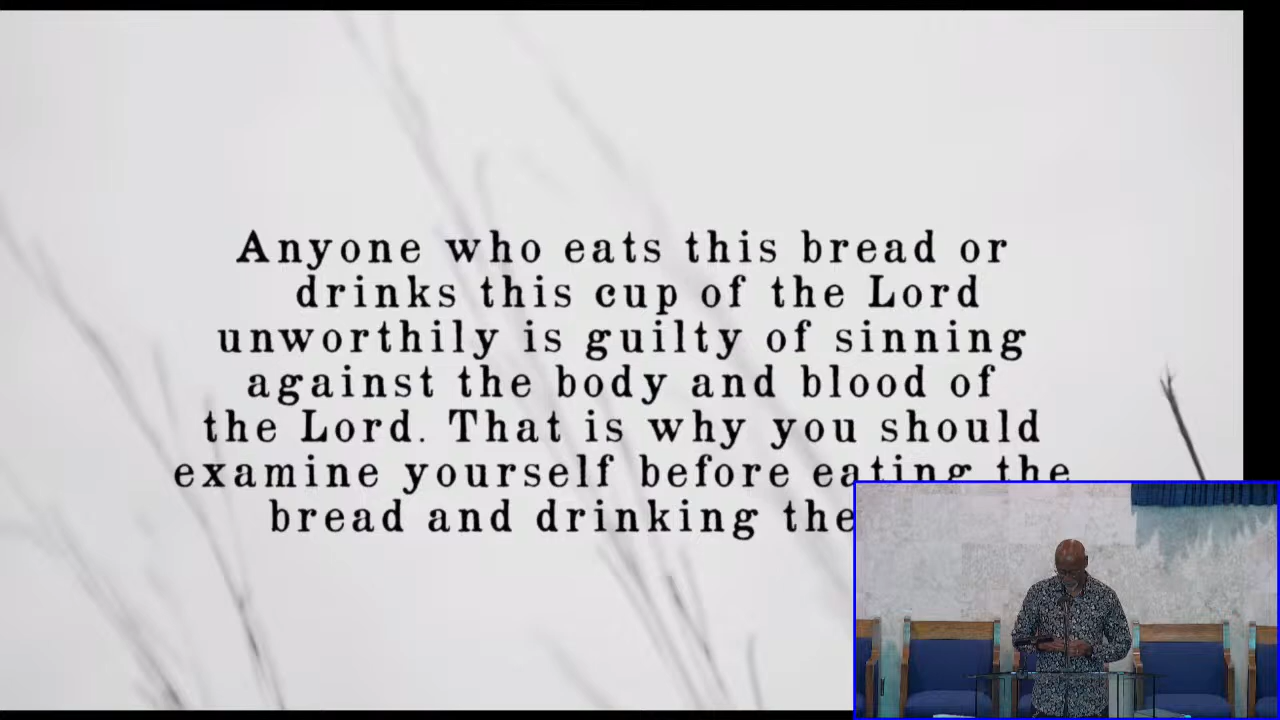 Anyone who eats this bread or
drinks this cup of the Lord
unworthily is guilty of sinning
against the body and blood of
the Lord. That is why you should
examine yourself before eating the
bread and drinking the